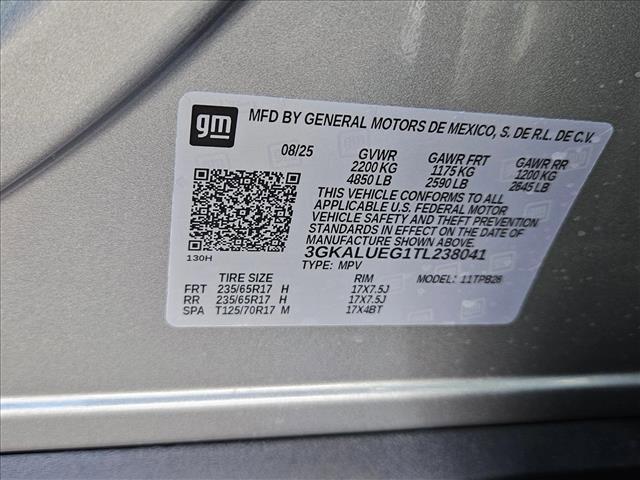 gm
MFD BY GENERAL MOTORS DE MEXICO, S. DE R.L. DE C.V.
08/25 GVWR GAWR FRT GAWR RR
2200 KG 1175 KG 1200 KG
4850 LB 2590 LB 2645 LB
THIS VEHICLE CONFORMS TO ALL
APPLICABLE U.S. FEDERAL MOTOR
VEHICLE SAFETY AND THEFT PREVENTION
STANDARDS IN EFFECT ON THE DATE OF
MANUFACTURE SHOWN ABOVE.
130H 3GKALUEG1TL238041
TYPE: MPV MODEL: 11TPB26
TIRE SIZE RIM
FRT 235/65R17 H 17X7.5J
RR 235/65R17 H 17X7.5J
SPA T125/70R17 M 17X4BT